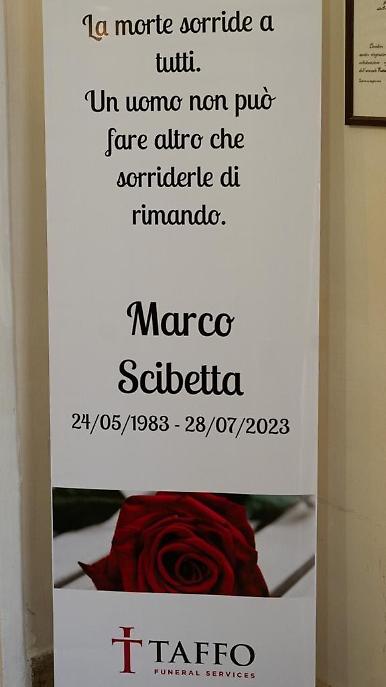 La morte sorride a
tutti.
Un uomo non può
fare altro che
sorriderle di
rimando.
Marco
Scibetta
24/05/1983 - 28/07/2023
TAFFO
FUNERAL SERVICES